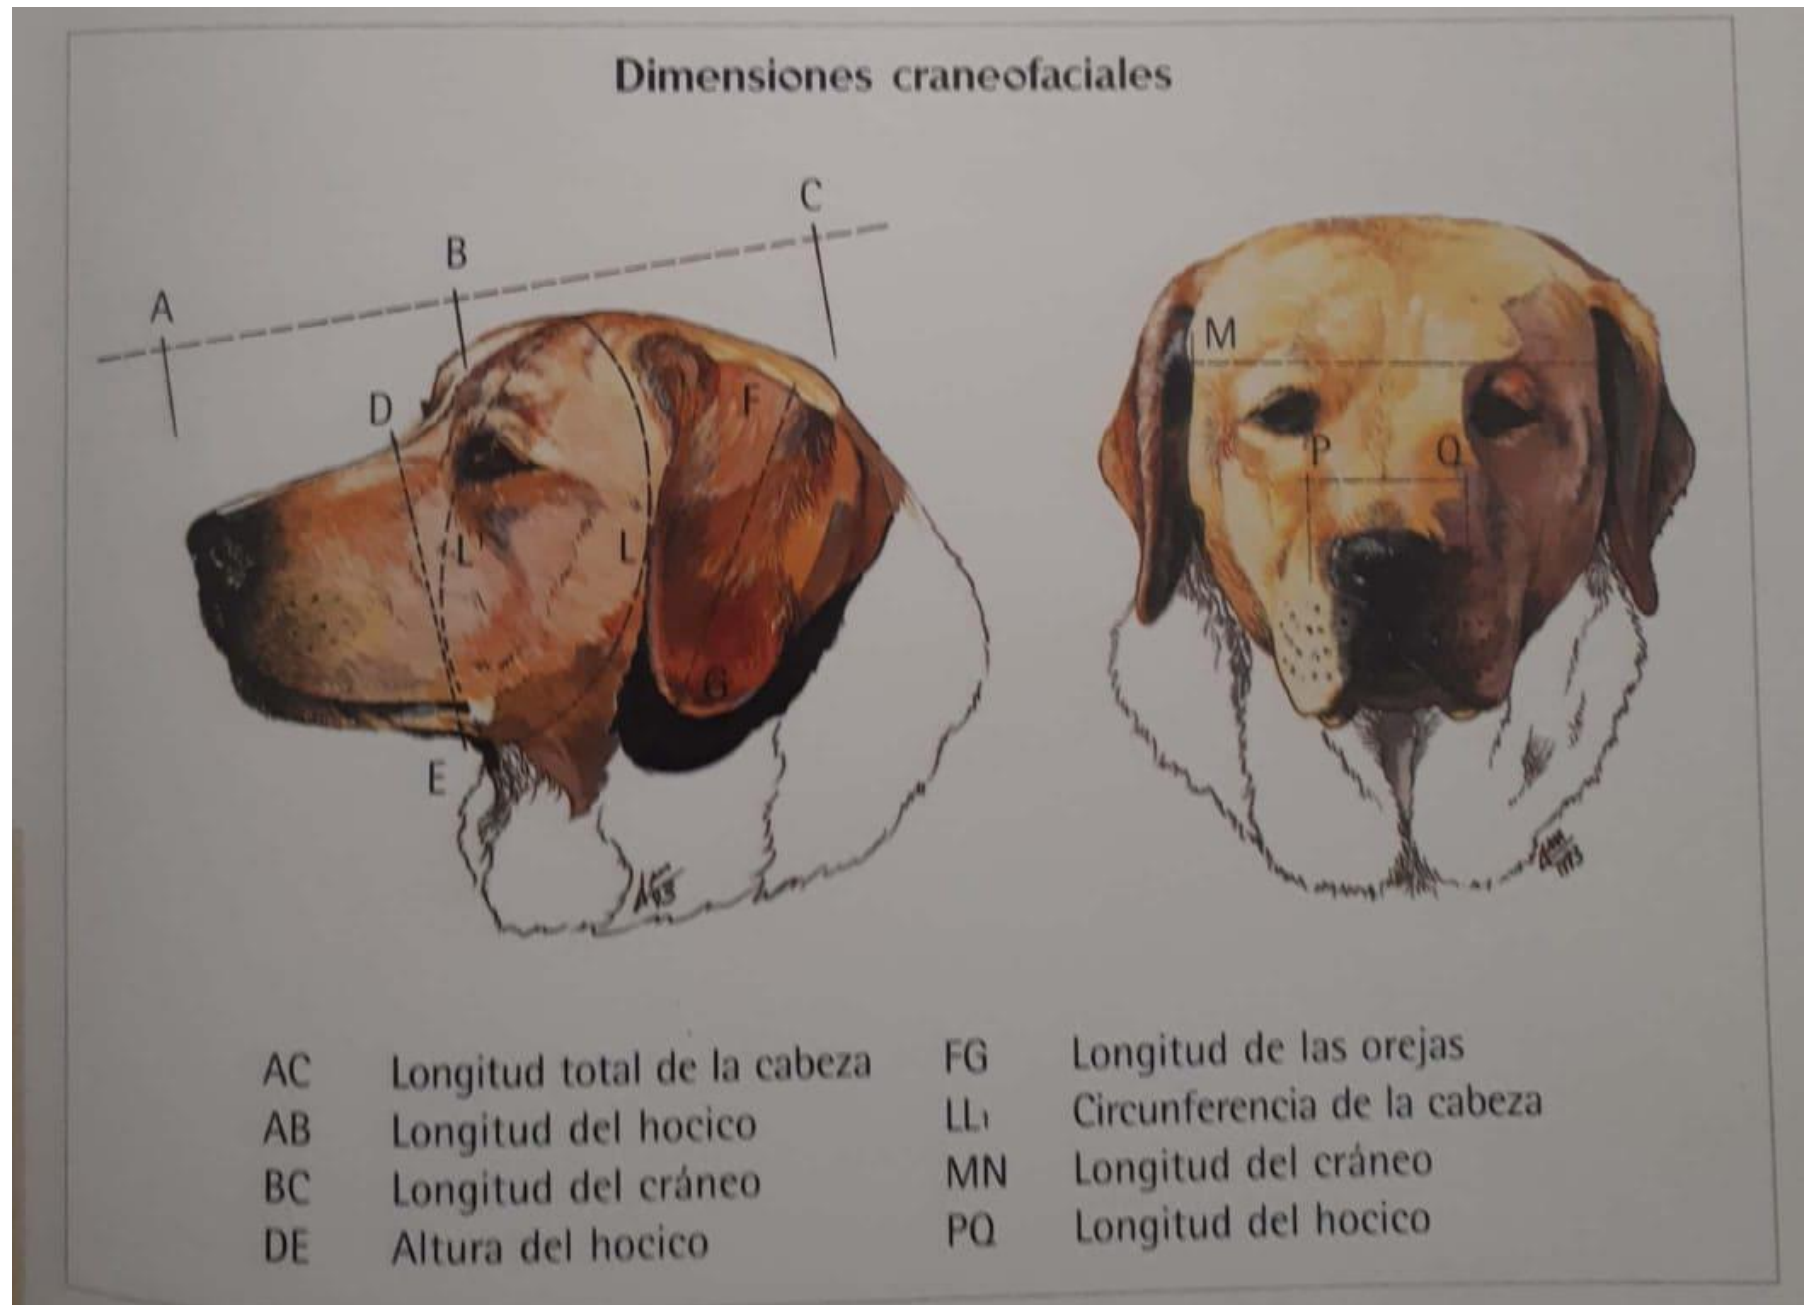 Dimensiones craneofaciales
C
B
A
M
D
F
P Q
L'
L
G
E
AC Longitud total de la cabeza
AB Longitud del hocico
BC Longitud del cráneo
DE Altura del hocico
FG Longitud de las orejas
LL₁ Circunferencia de la cabeza
MN Longitud del cráneo
PQ Longitud del hocico